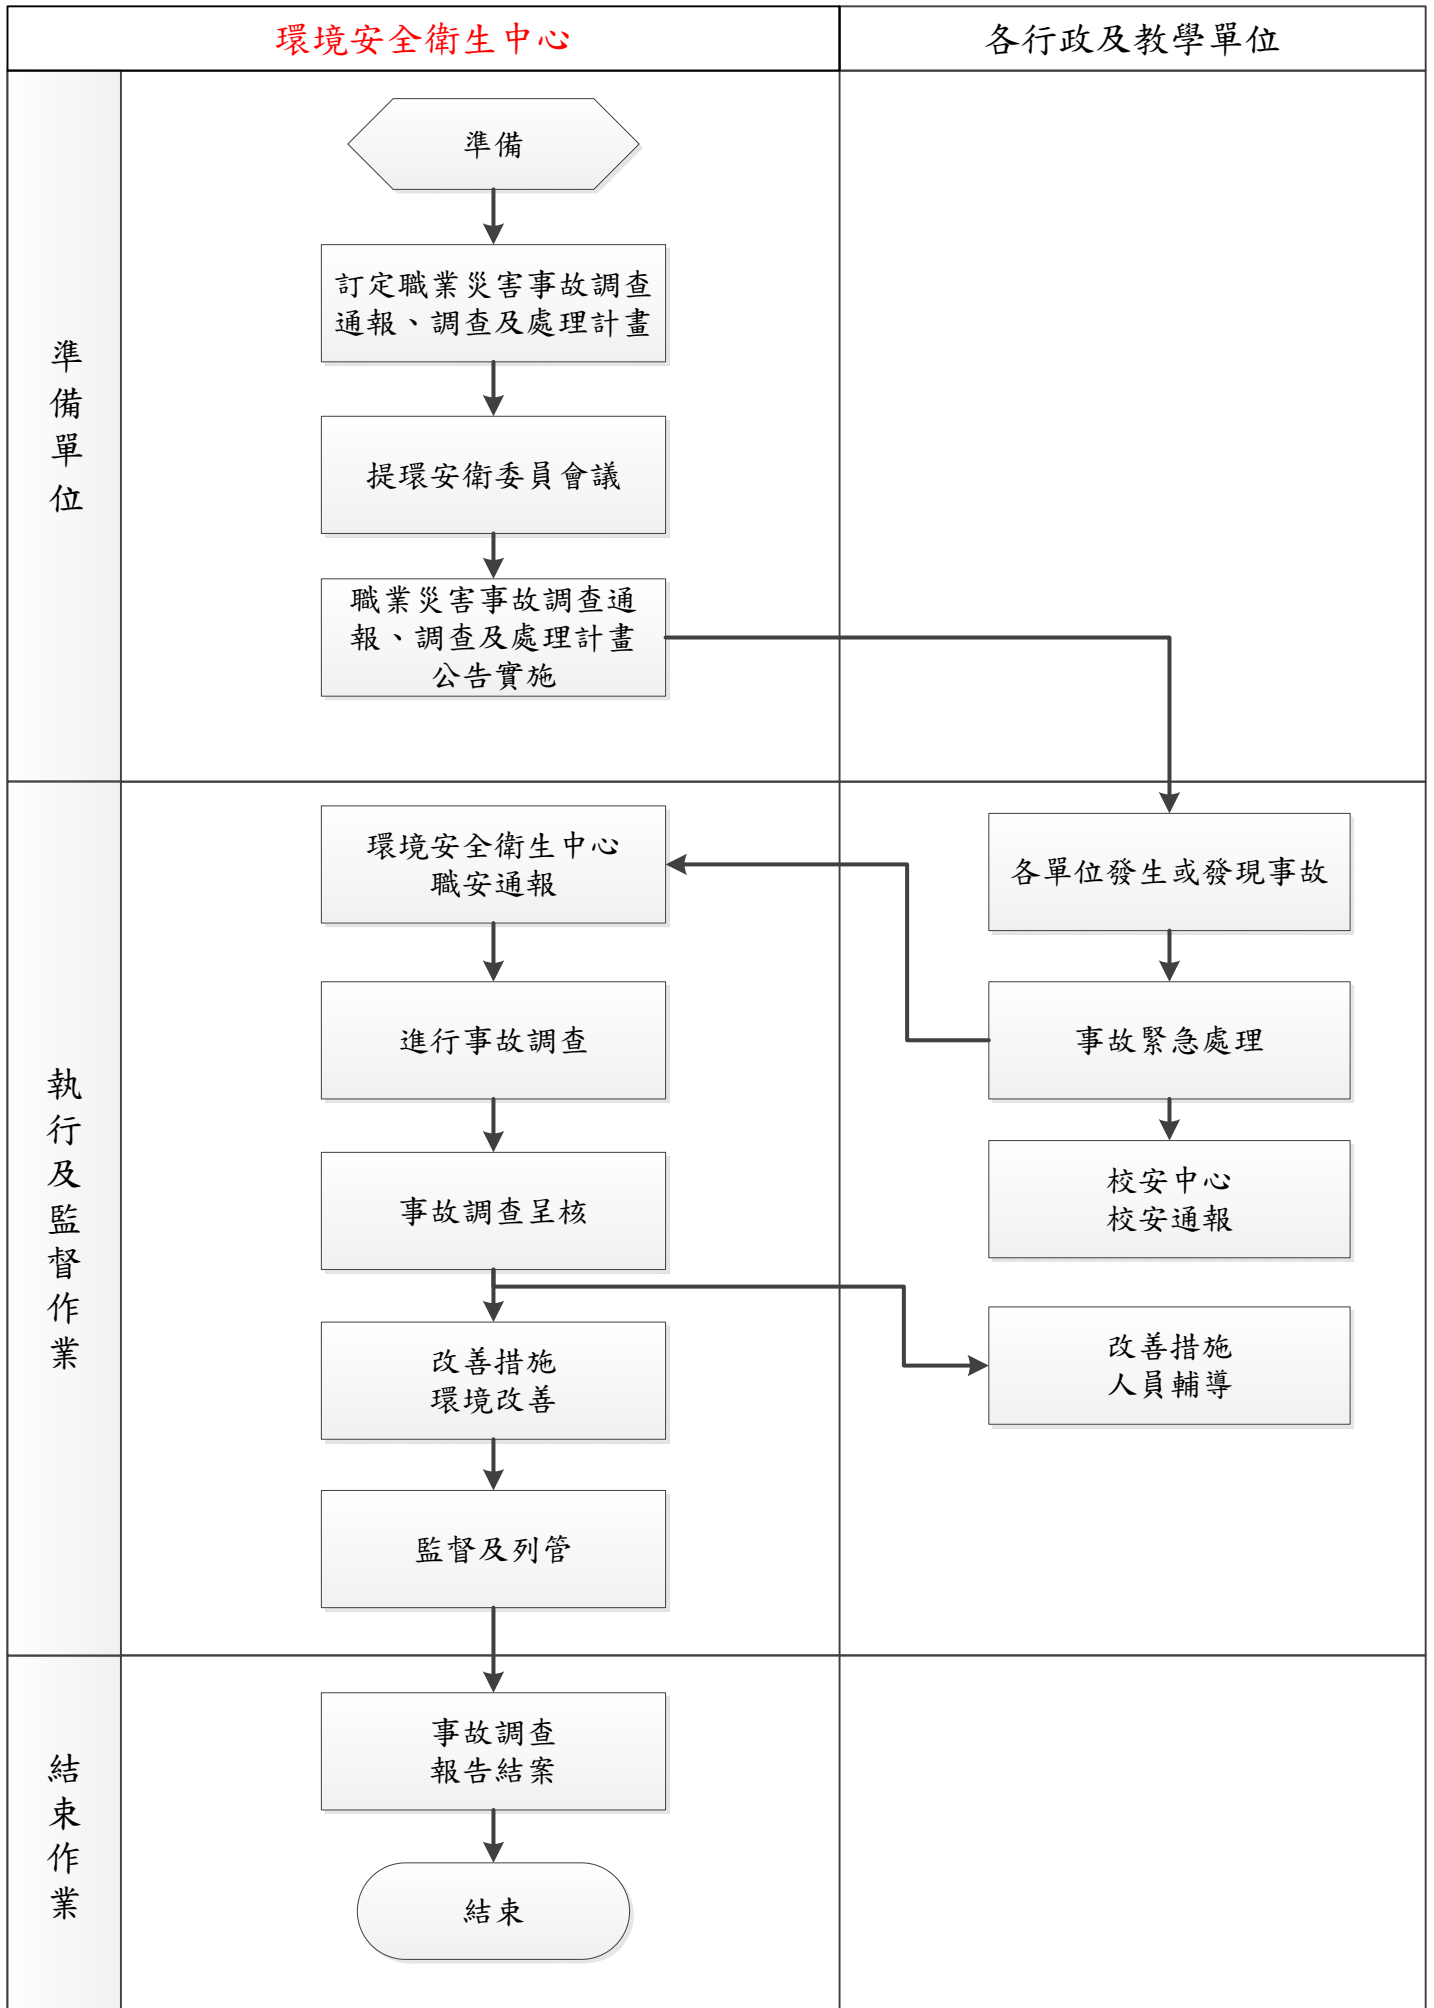 環境安全衛生中心
各行政及教學單位
準備單位
準備
訂定職業災害事故調查
通報、調查及處理計畫
提環安衛委員會議
職業災害事故調查通
報、調查及處理計畫
公告實施
執行及監督作業
環境安全衛生中心
職安通報
各單位發生或發現事故
進行事故調查
事故緊急處理
事故調查呈核
校安中心
校安通報
改善措施
環境改善
改善措施
人員輔導
監督及列管
結束作業
事故調查
報告結案
結束